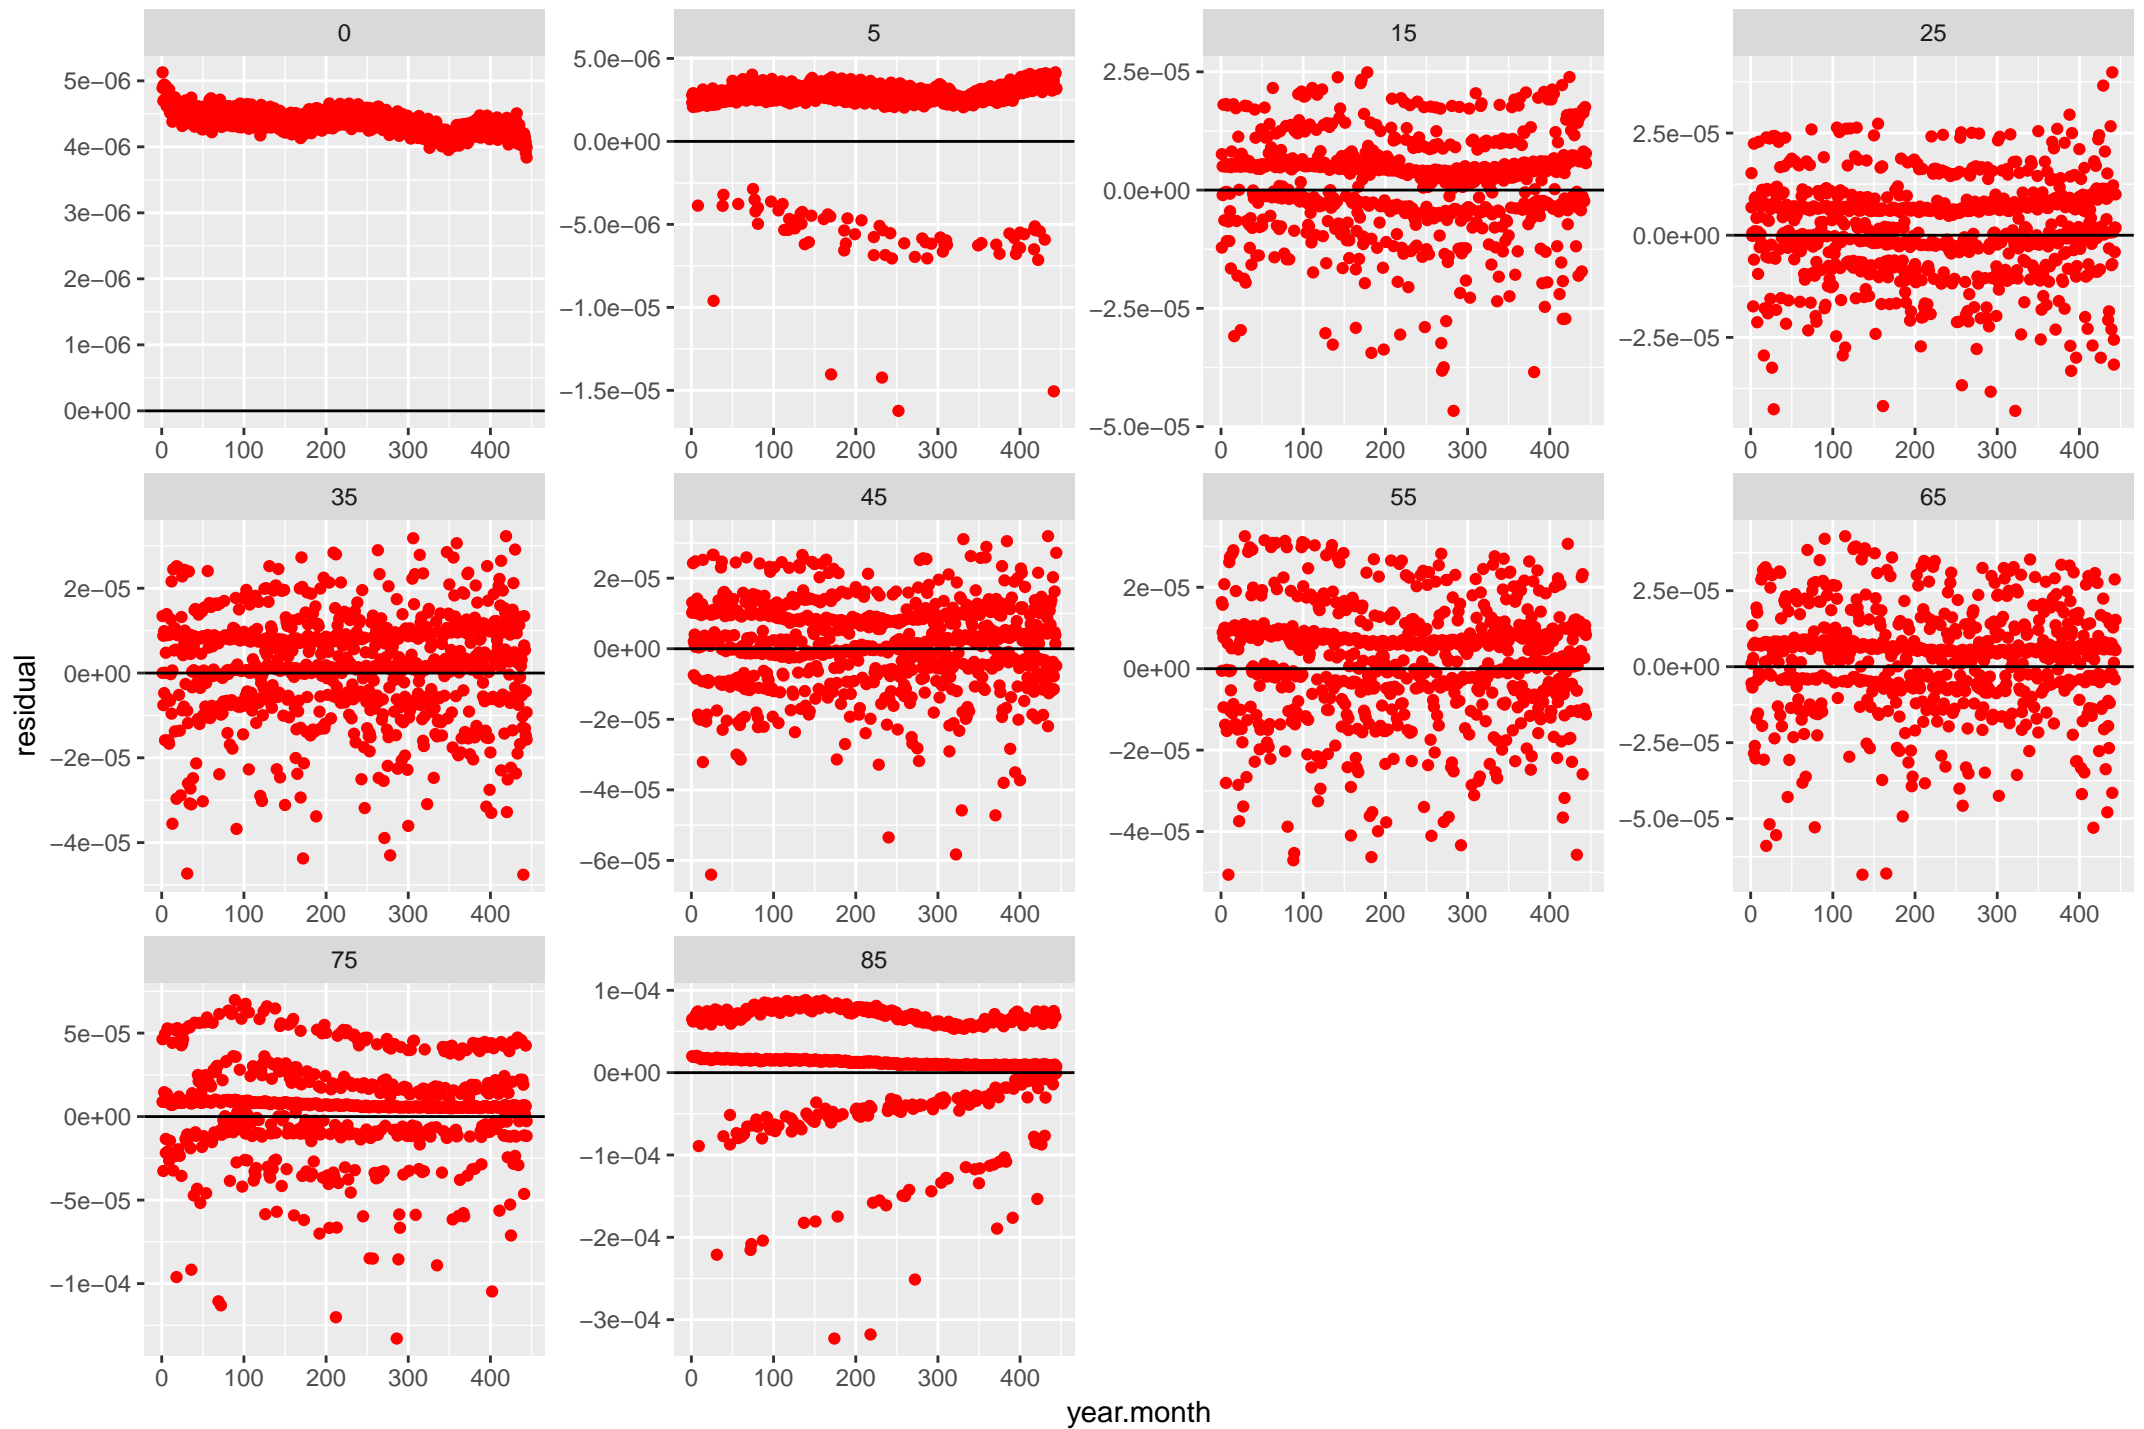 0 5 15 25
5e−06 5.0e−06 2.5e−05 2.5e−05
4e−06 0.0e+00 0.0e+00 0.0e+00
3e−06 −5.0e−06 −2.5e−05 −2.5e−05
2e−06 −1.0e−05 −5.0e−05
1e−06 −1.5e−05
0e+00
0 100 200 300 400 0 100 200 300 400 0 100 200 300 400 0 100 200 300 400
35 45 55 65
2e−05 2e−05 2e−05 2.5e−05
0e+00 0e+00 0e+00 0.0e+00
−2e−05 −2e−05 −2e−05 −2.5e−05
−4e−05 −4e−05 −4e−05 −5.0e−05
−6e−05
0 100 200 300 400 0 100 200 300 400 0 100 200 300 400 0 100 200 300 400
residual
75 85
5e−05 1e−04
0e+00 0e+00
−5e−05 −1e−04
−1e−04 −2e−04
−3e−04
0 100 200 300 400 0 100 200 300 400
year.month